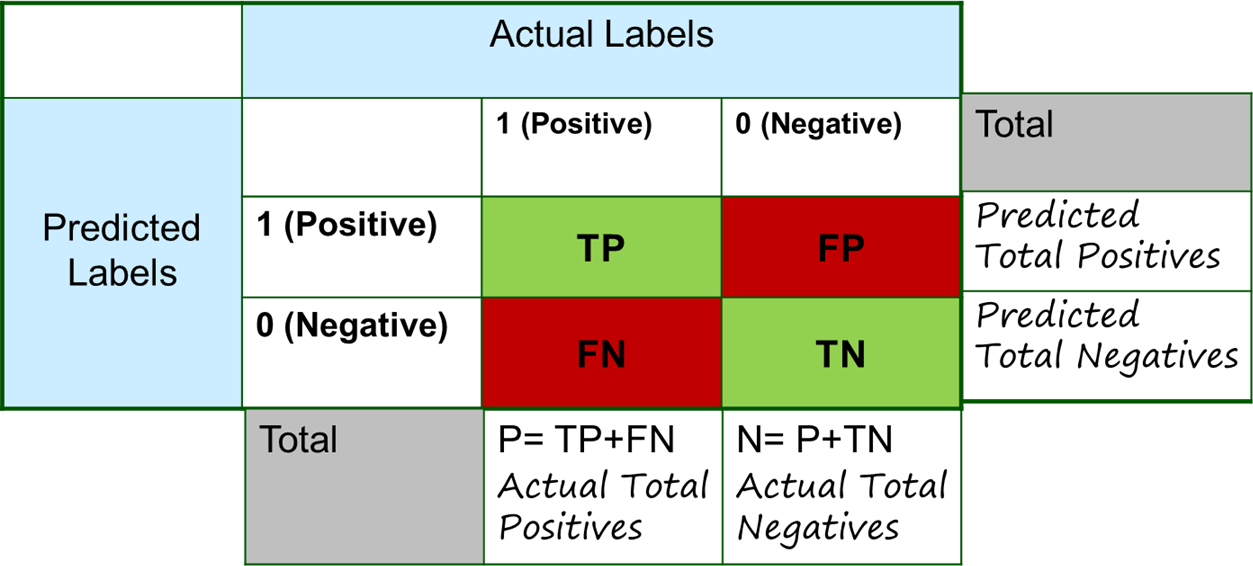 Actual Labels
1 (Positive)
0 (Negative)
Total
Predicted
Labels
1 (Positive)
TP
FP
Predicted
Total Positives
0 (Negative)
FN
TN
Predicted
Total Negatives
Total
P= TP+FN
Actual Total
Positives
N= P+TN
Actual Total
Negatives